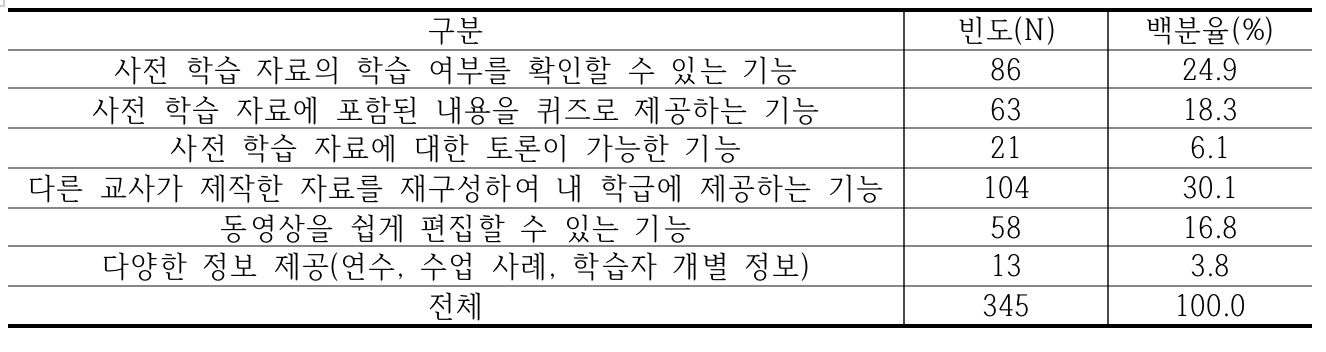 구분 빈도(N) 백분율(%)
사전 학습 자료의 학습 여부를 확인할 수 있는 기능 86 24.9
사전 학습 자료에 포함된 내용을 퀴즈로 제공하는 기능 63 18.3
사전 학습 자료에 대한 토론이 가능한 기능 21 6.1
다른 교사가 제작한 자료를 재구성하여 내 학급에 제공하는 기능 104 30.1
동영상을 쉽게 편집할 수 있는 기능 58 16.8
다양한 정보 제공(연수, 수업 사례, 학습자 개별 정보) 13 3.8
전체 345 100.0